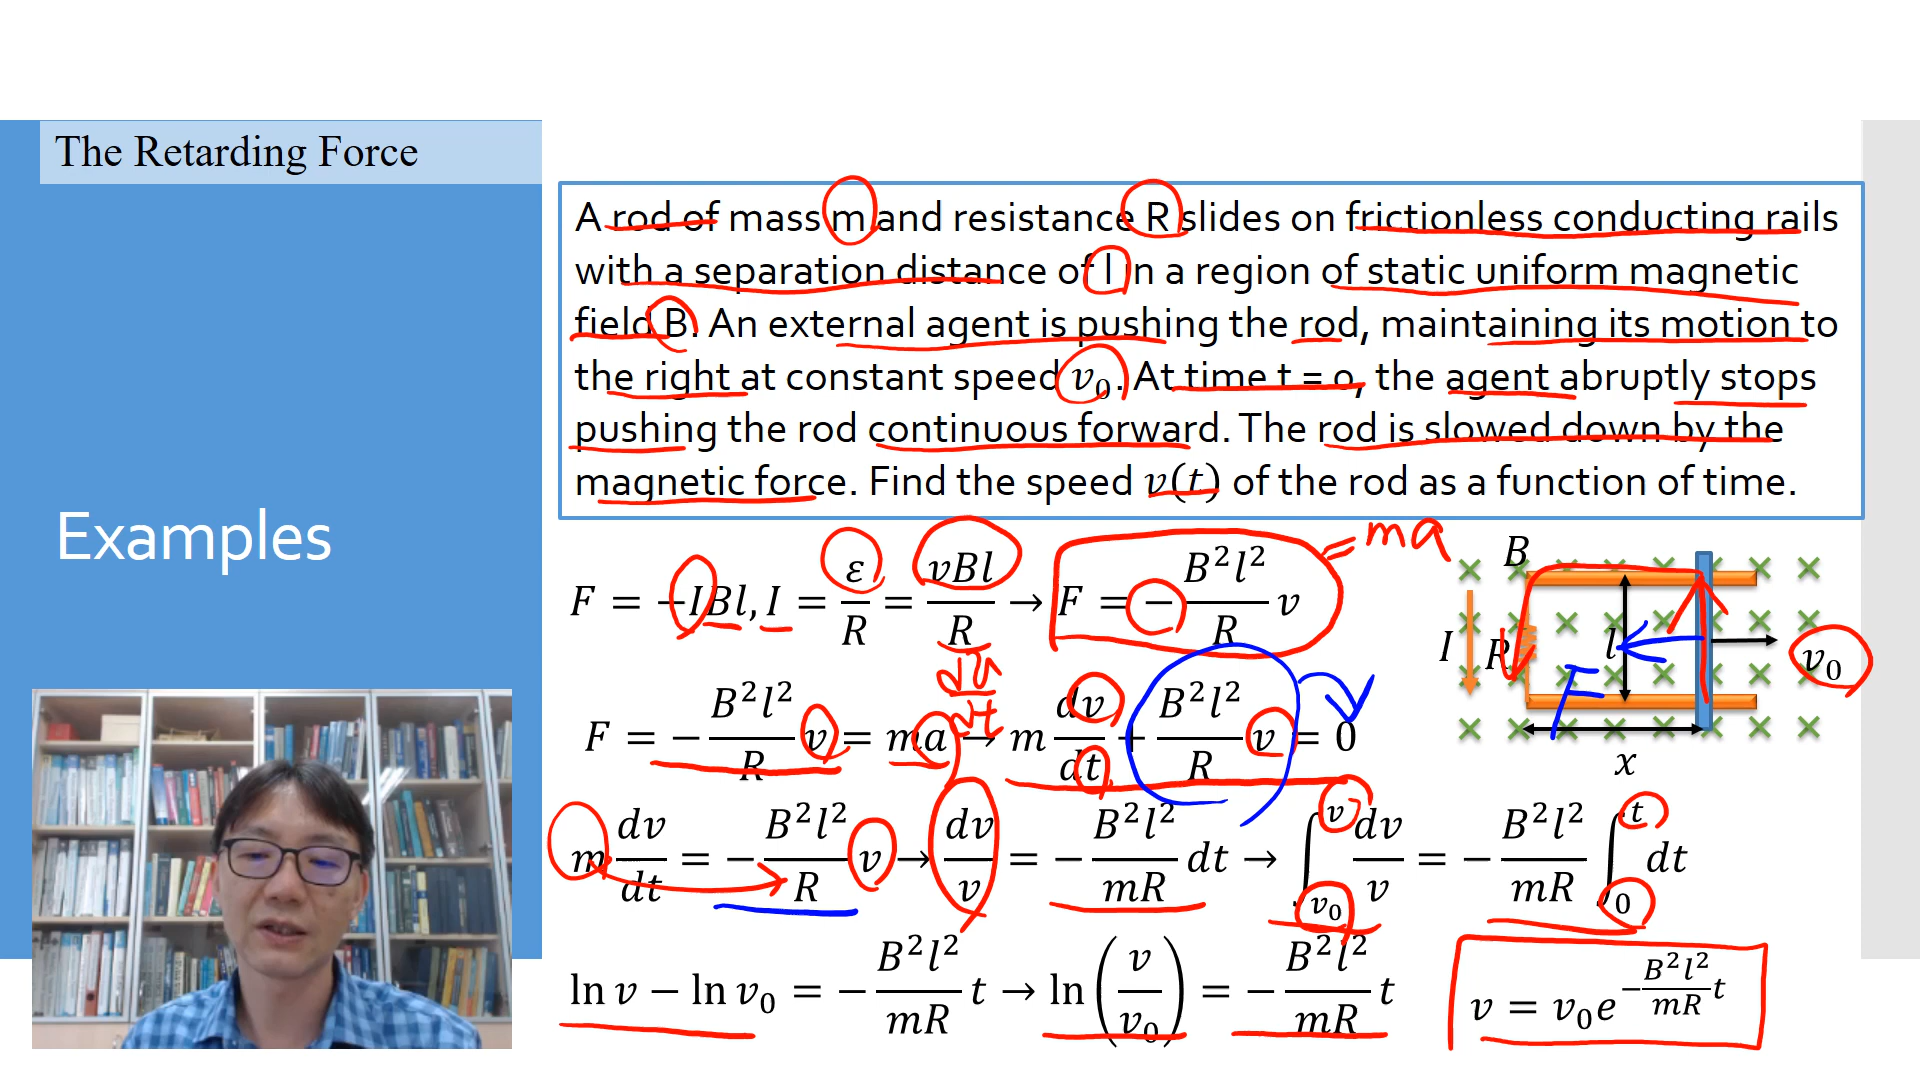 The Retarding Force
Examples
A rod of mass m and resistance R slides on frictionless conducting rails
with a separation distance of l in a region of static uniform magnetic
field B. An external agent is pushing the rod, maintaining its motion to
the right at constant speed v₀. At time t = 0, the agent abruptly stops
pushing the rod continuous forward. The rod is slowed down by the
magnetic force. Find the speed v(t) of the rod as a function of time.
F = −IBl, I = ε/R = vBl/R → F = −(B²l²/R) v = ma
F = −(B²l²/R) v = ma → m dv/dt + (B²l²/R) v = 0
dv/dt
m dv/dt = −(B²l²/R) v → dv/v = −(B²l²/mR) dt → ∫_{v₀}^{v} dv/v = −(B²l²/mR) ∫_{0}^{t} dt
ln v − ln v₀ = −(B²l²/mR) t → ln(v/v₀) = −(B²l²/mR) t
v = v₀e^{−(B²l²/mR) t}
B
I
R
l
v₀
F
x